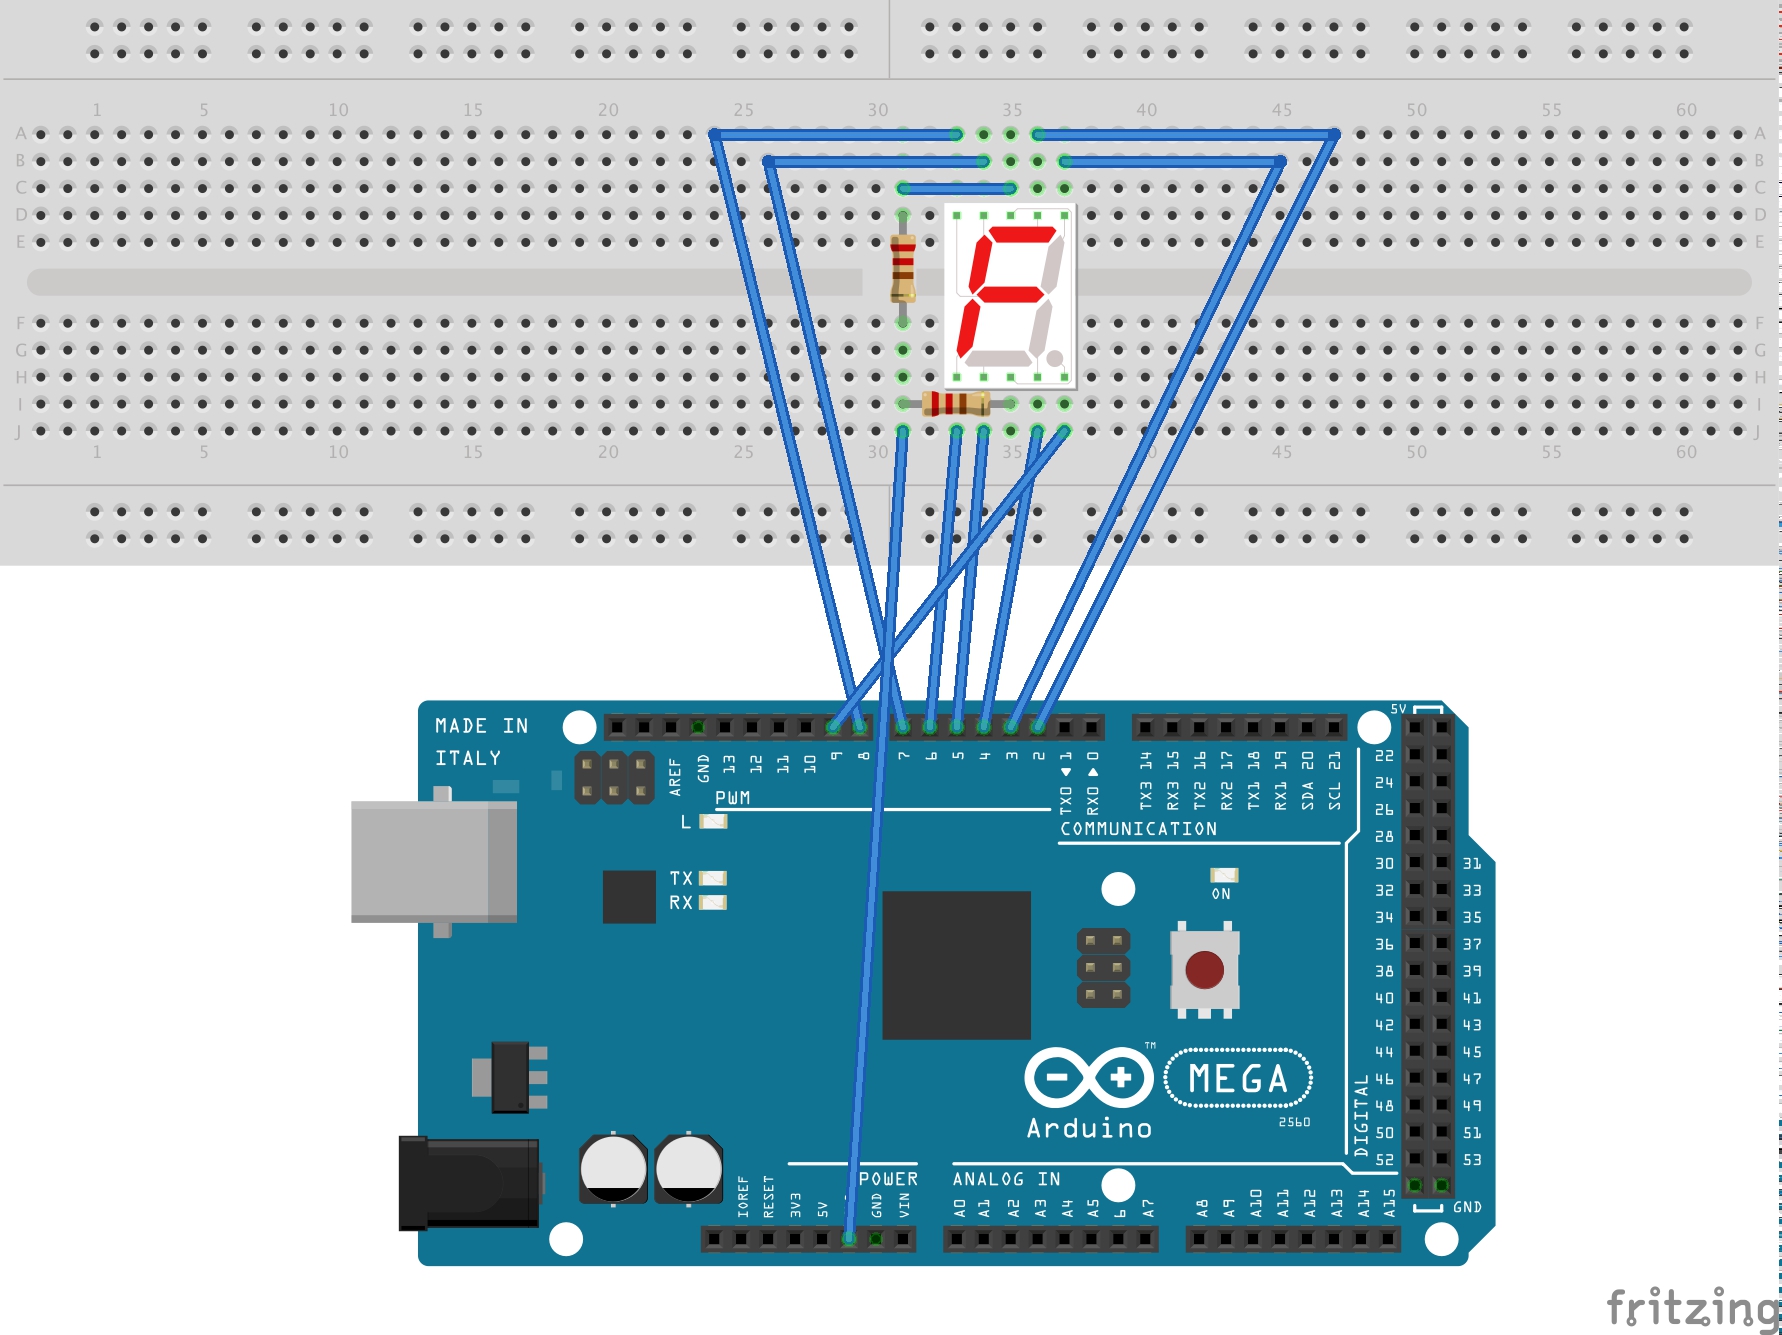 1 5 10 15 20 25 30 35 40 45 50 55 60
A A
B B
C C
D D
E E
F F
G G
H H
I I
J J
1 5 10 15 20 25 30 35 40 45 50 55 60
MADE IN
ITALY
AREF GND 13 12 11 10 9 8 7 6 5 4 3 2 TX0 1 RX0 0
TX3 14 RX3 15 TX2 16 RX2 17 TX1 18 RX1 19 SDA 20 SCL 21
5V
PWM
L
COMMUNICATION
TX
RX
ON
22
24
26
28
30 31
32 33
34 35
36 37
38 39
40 41
42 43
44 45
46 47
48 49
50 51
52 53
GND
DIGITAL
TM
MEGA
2560
Arduino
POWER
ANALOG IN
IOREF RESET 3V3 5V GND VIN
A0 A1 A2 A3 A4 A5 6 A7
A8 A9 A10 A11 A12 A13 A14 A15
fritzing